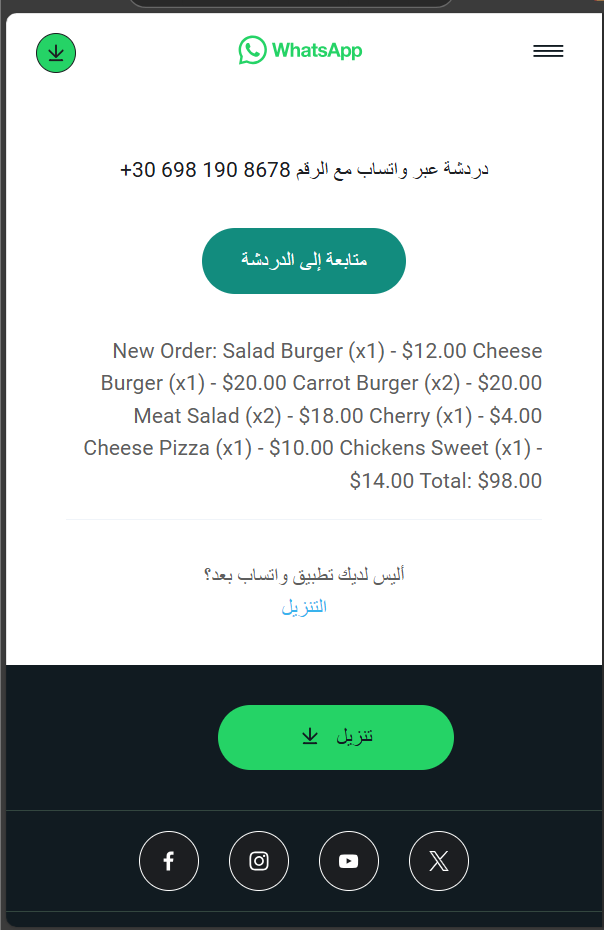 WhatsApp
دردشة عبر واتساب مع الرقم ‎+30 698 190 8678
متابعة إلى الدردشة
New Order: Salad Burger (x1) - $12.00 Cheese
Burger (x1) - $20.00 Carrot Burger (x2) - $20.00
Meat Salad (x2) - $18.00 Cherry (x1) - $4.00
Cheese Pizza (x1) - $10.00 Chickens Sweet (x1) -
$14.00 Total: $98.00
أليس لديك تطبيق واتساب بعد؟
التنزيل
تنزيل